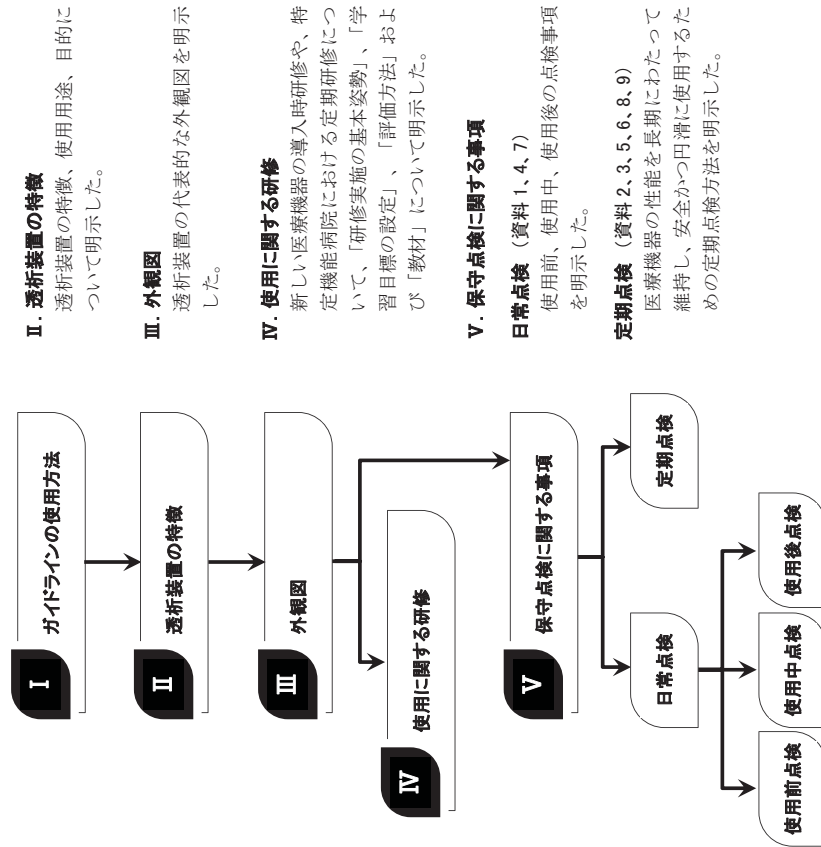 I
ガイドラインの使用方法
II
透析装置の特徴
III
外観図
IV
使用に関する研修
V
保守点検に関する事項
日常点検
定期点検
使用前点検
使用中点検
使用後点検
II. 透析装置の特徴
透析装置の特徴、使用用途、目的に
ついて明示した。
III. 外観図
透析装置の代表的な外観図を明示
した。
IV. 使用に関する研修
新しい医療機器の導入時研修や、特
定機能病院における定期研修につ
いて、「研修実施の基本姿勢」、「学
習目標の設定」、「評価方法」およ
び「教材」について明示した。
V. 保守点検に関する事項
日常点検（資料 1、4、7）
使用前、使用中、使用後の点検事項
を明示した。
定期点検（資料 2、3、5、6、8、9）
医療機器の性能を長期にわたって
維持し、安全かつ円滑に使用するた
めの定期点検方法を明示した。